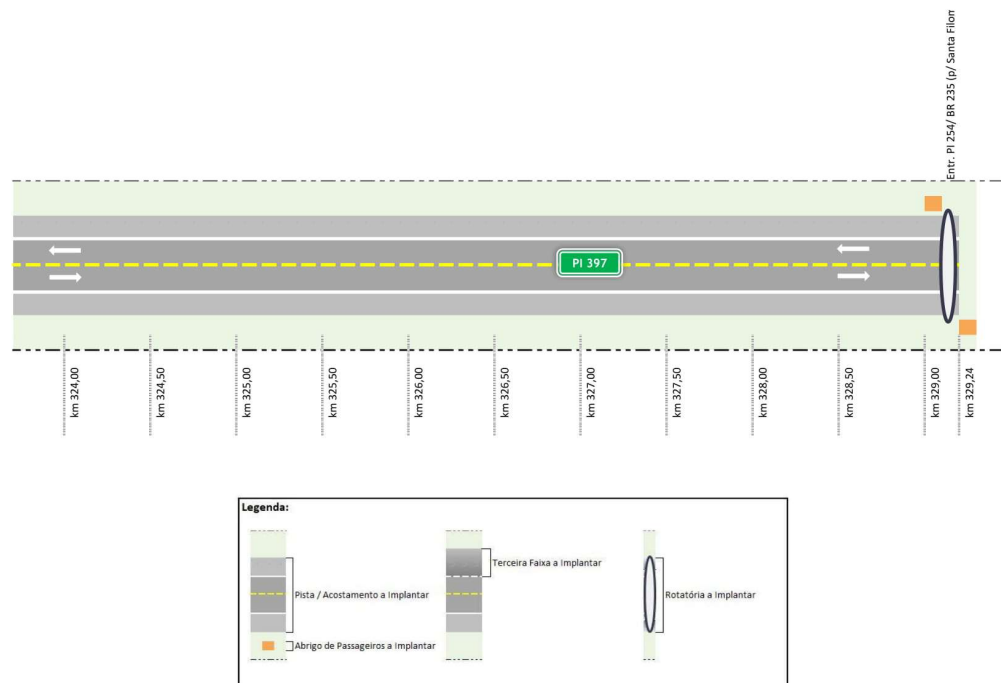 Entr. PI 254/ BR 235 (p/ Santa Filom
PI 397
km 324,00
km 324,50
km 325,00
km 325,50
km 326,00
km 326,50
km 327,00
km 327,50
km 328,00
km 328,50
km 329,00
km 329,24
Legenda:
Terceira Faixa a Implantar
Pista / Acostamento a Implantar
Rotatória a Implantar
Abrigo de Passageiros a Implantar